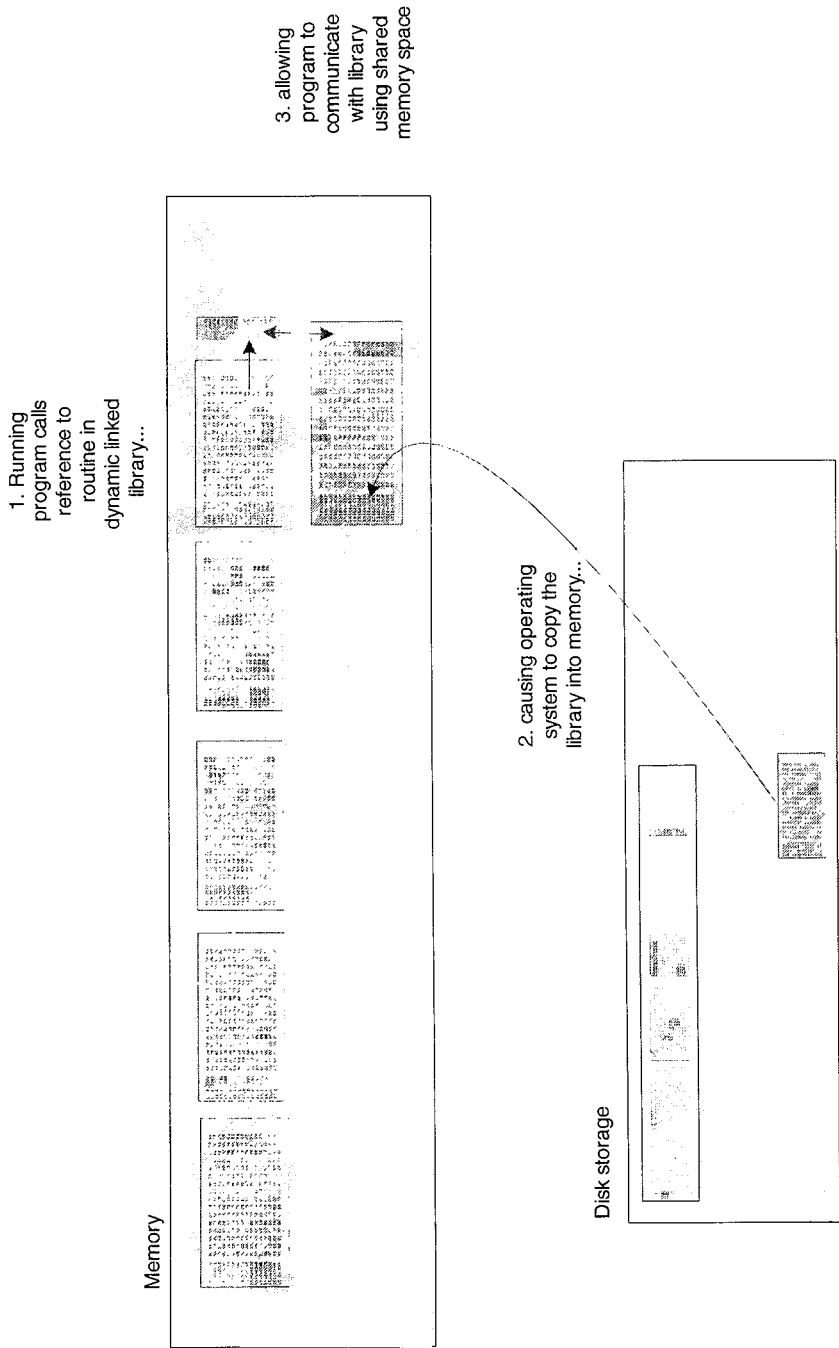 1. Running
program calls
reference to
routine in
dynamic linked
library...
Memory
3. allowing
program to
communicate
with library
using shared
memory space
2. causing operating
system to copy the
library into memory...
Disk storage